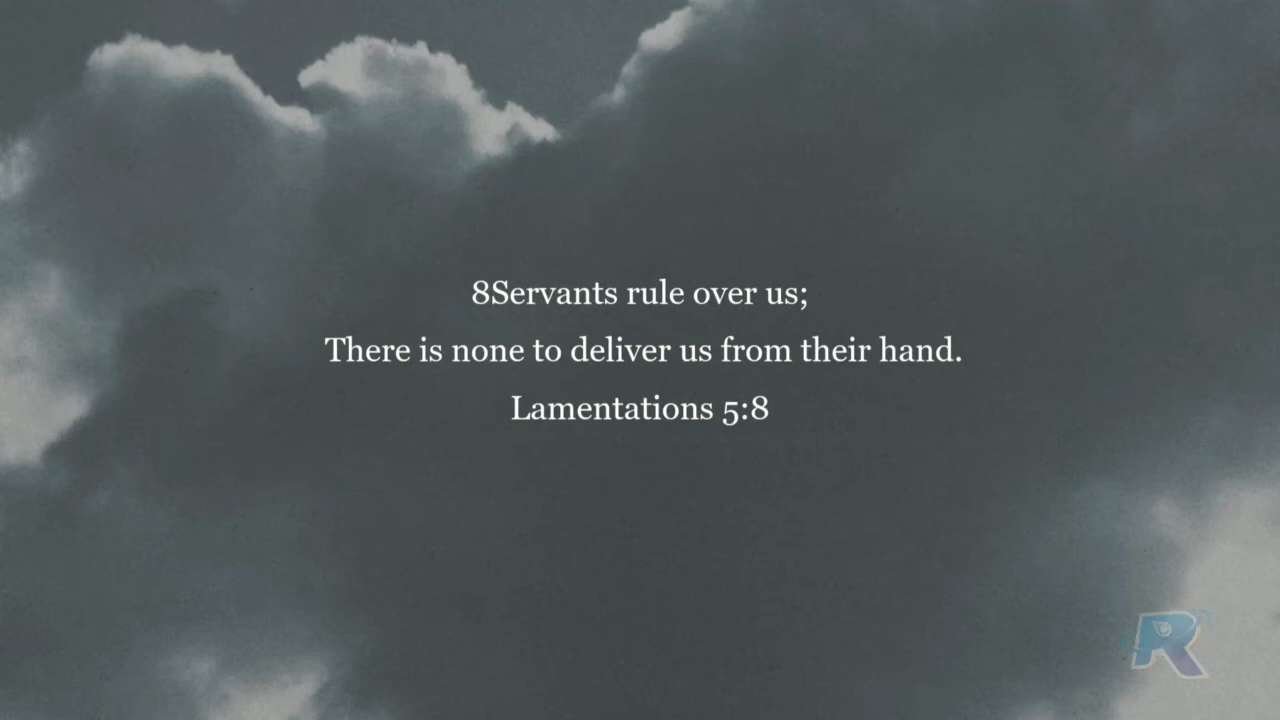 8Servants rule over us;
There is none to deliver us from their hand.
Lamentations 5:8
R